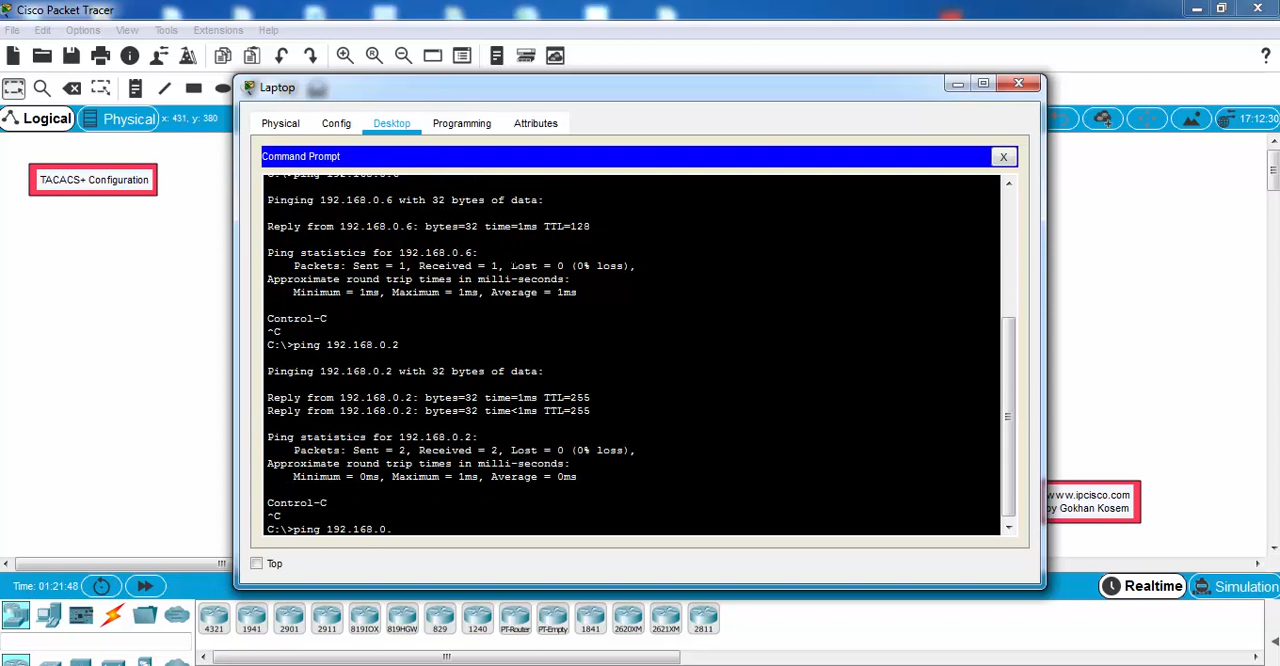 Cisco Packet Tracer
File Edit Options View Tools Extensions Help
Logical
Physical x: 431, y: 380
17:12:30
TACACS+ Configuration
Laptop
Physical Config Desktop Programming Attributes
Command Prompt
X
C:\>ping 192.168.0.6
Pinging 192.168.0.6 with 32 bytes of data:
Reply from 192.168.0.6: bytes=32 time=1ms TTL=128
Ping statistics for 192.168.0.6:
Packets: Sent = 1, Received = 1, Lost = 0 (0% loss),
Approximate round trip times in milli-seconds:
Minimum = 1ms, Maximum = 1ms, Average = 1ms
Control-C
^C
C:\>ping 192.168.0.2
Pinging 192.168.0.2 with 32 bytes of data:
Reply from 192.168.0.2: bytes=32 time=1ms TTL=255
Reply from 192.168.0.2: bytes=32 time<1ms TTL=255
Ping statistics for 192.168.0.2:
Packets: Sent = 2, Received = 2, Lost = 0 (0% loss),
Approximate round trip times in milli-seconds:
Minimum = 0ms, Maximum = 1ms, Average = 0ms
Control-C
^C
C:\>ping 192.168.0.
Top
www.ipcisco.com
by Gokhan Kosem
Time: 01:21:48
Realtime
Simulation
4321 1941 2901 2911 819IOX 819HGW 829 1240 PT-Router PT-Empty 1841 2620XM 2621XM 2811